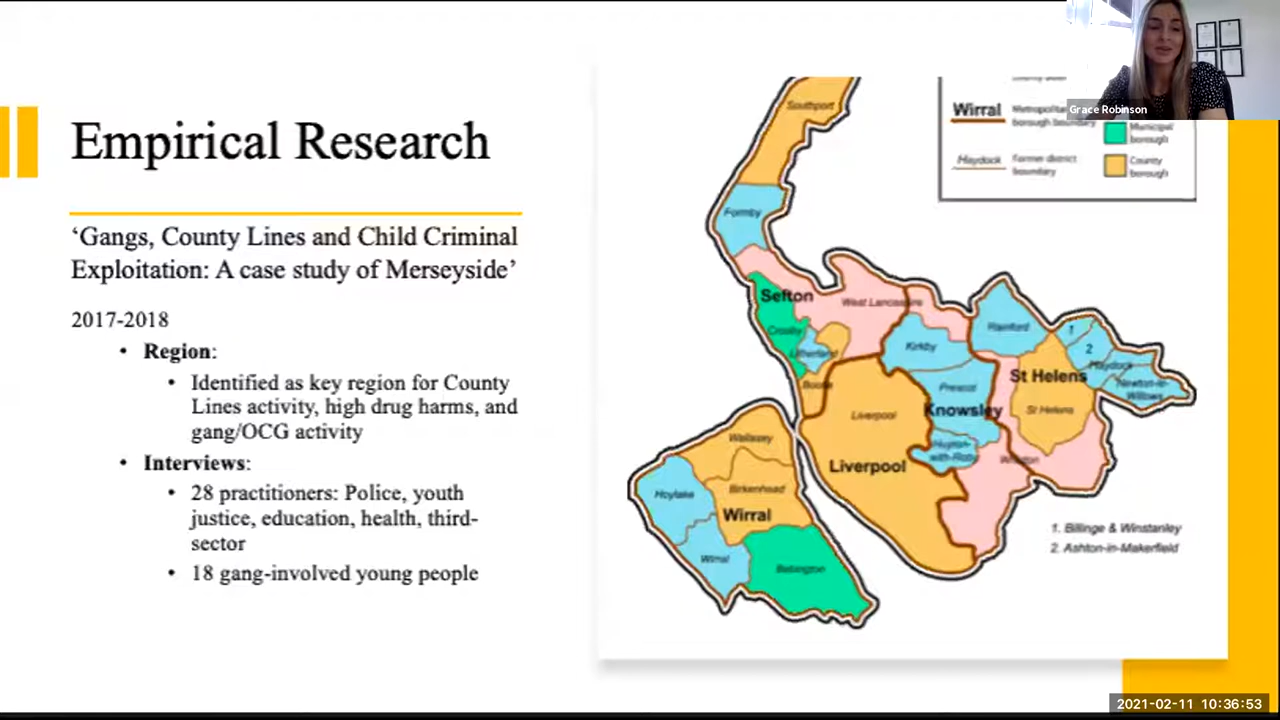 Grace Robinson
Empirical Research
‘Gangs, County Lines and Child Criminal
Exploitation: A case study of Merseyside’
2017-2018
• Region:
• Identified as key region for County
Lines activity, high drug harms, and
gang/OCG activity
• Interviews:
• 28 practitioners: Police, youth
justice, education, health, third-
sector
• 18 gang-involved young people
Wirral
Metropolitan
borough boundary
Municipal
borough
Haydock
Former district
boundary
County
borough
Southport
Formby
Sefton
West Lancashire
Crosby
Litherland
Bootle
Kirkby
Rainford
1
2
Haydock
Newton-le-
Willows
St Helens
St Helens
Prescot
Knowsley
Huyton-
with-Roby
Whiston
Liverpool
Liverpool
Wallasey
Birkenhead
Hoylake
Wirral
Wirral
Bebington
1. Billinge & Winstanley
2. Ashton-in-Makerfield
2021-02-11 10:36:53